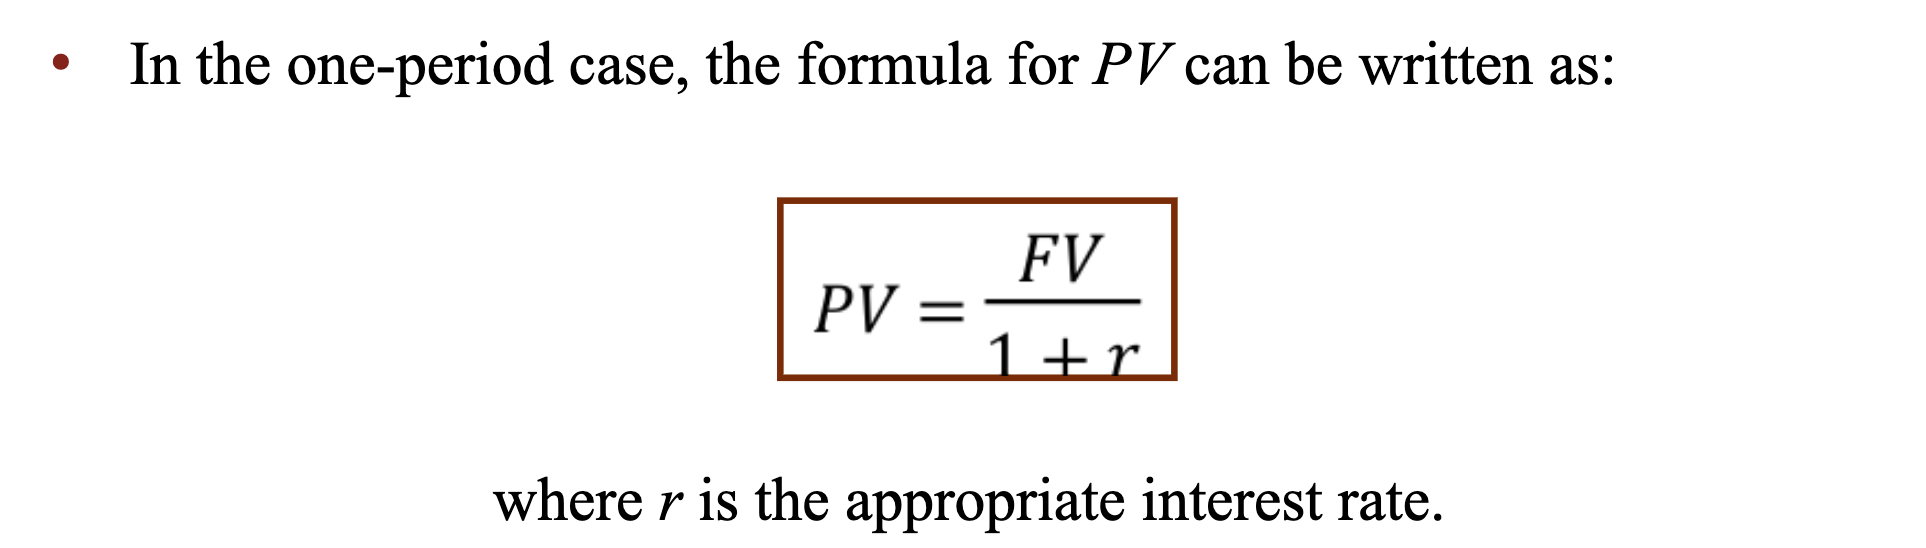 • In the one-period case, the formula for PV can be written as:
PV = FV / 1 + r
where r is the appropriate interest rate.